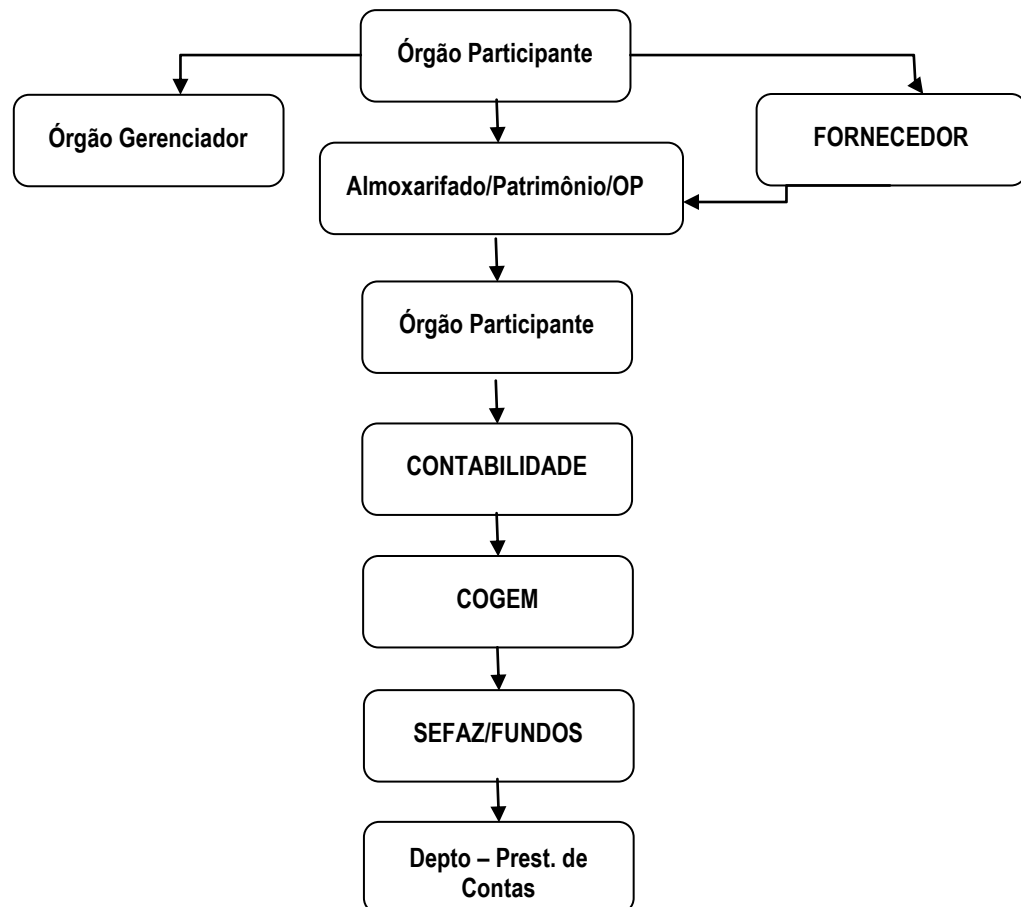 Órgão Participante
Órgão Gerenciador
FORNECEDOR
Almoxarifado/Patrimônio/OP
Órgão Participante
CONTABILIDADE
COGEM
SEFAZ/FUNDOS
Depto – Prest. de
Contas